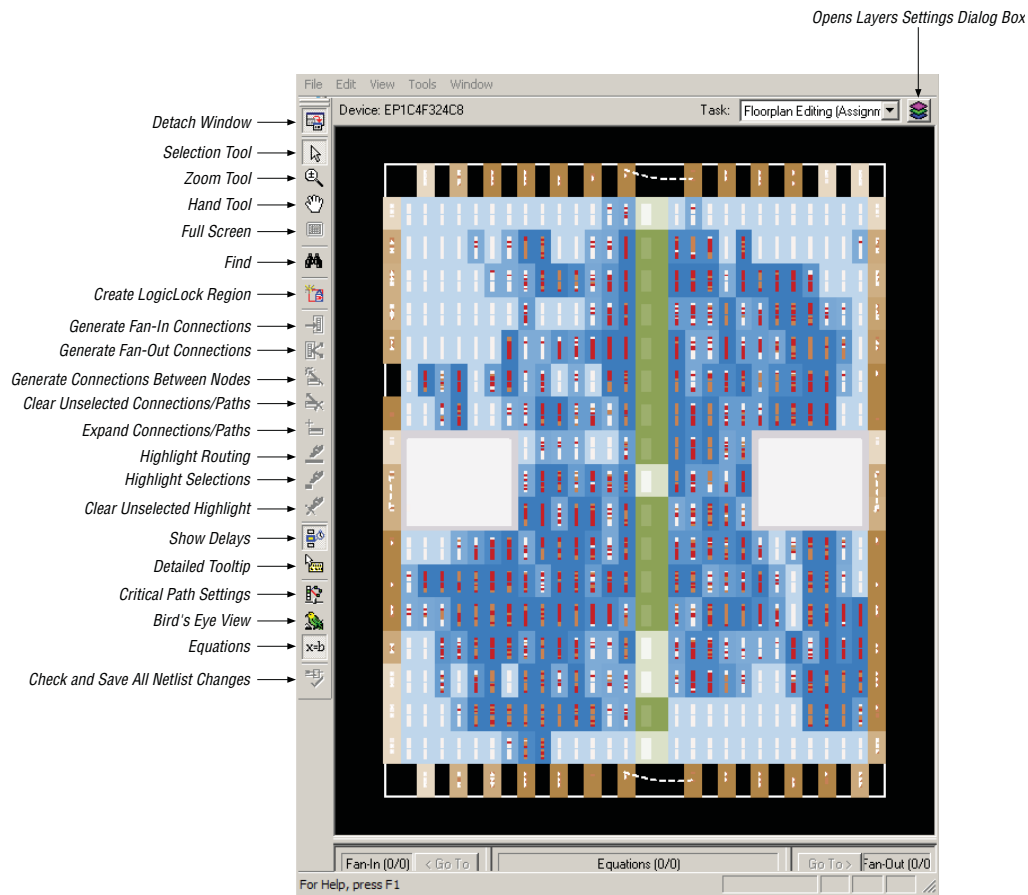 Opens Layers Settings Dialog Box
File Edit View Tools Window
Device: EP1C4F324C8
Task: Floorplan Editing (Assignm
Detach Window
Selection Tool
Zoom Tool
Hand Tool
Full Screen
Find
Create LogicLock Region
Generate Fan-In Connections
Generate Fan-Out Connections
Generate Connections Between Nodes
Clear Unselected Connections/Paths
Expand Connections/Paths
Highlight Routing
Highlight Selections
Clear Unselected Highlight
Show Delays
Detailed Tooltip
Critical Path Settings
Bird's Eye View
Equations
x=b
Check and Save All Netlist Changes
Fan-In (0/0) < Go To Equations (0/0) Go To > Fan-Out (0/0
For Help, press F1